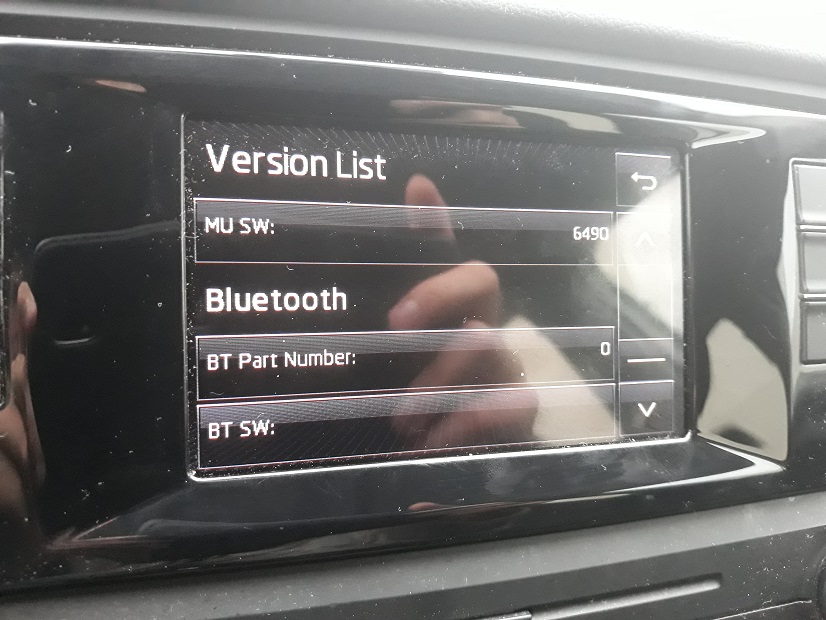 Version List
MU SW: 6490
Bluetooth
BT Part Number: 0
BT SW: